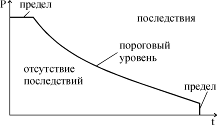 P
предел
последствия
пороговый
уровень
отсутствие
последствий
предел
t